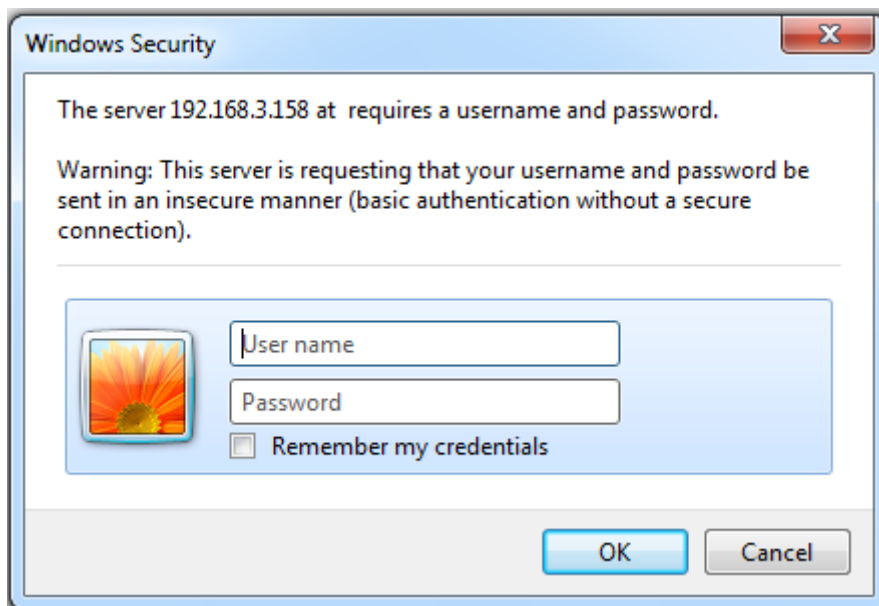 Windows Security
The server 192.168.3.158 at  requires a username and password.
Warning: This server is requesting that your username and password be
sent in an insecure manner (basic authentication without a secure
connection).
User name
Password
Remember my credentials
OK
Cancel